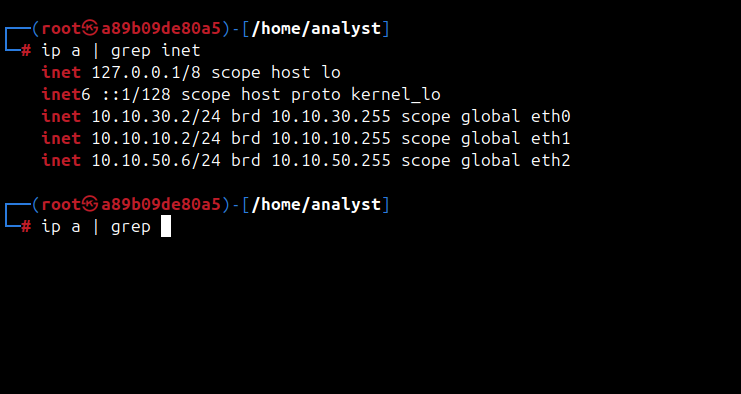 ┌──(root㉿a89b09de80a5)-[/home/analyst]
└─# ip a | grep inet
inet 127.0.0.1/8 scope host lo
inet6 ::1/128 scope host proto kernel_lo
inet 10.10.30.2/24 brd 10.10.30.255 scope global eth0
inet 10.10.10.2/24 brd 10.10.10.255 scope global eth1
inet 10.10.50.6/24 brd 10.10.50.255 scope global eth2
┌──(root㉿a89b09de80a5)-[/home/analyst]
└─# ip a | grep